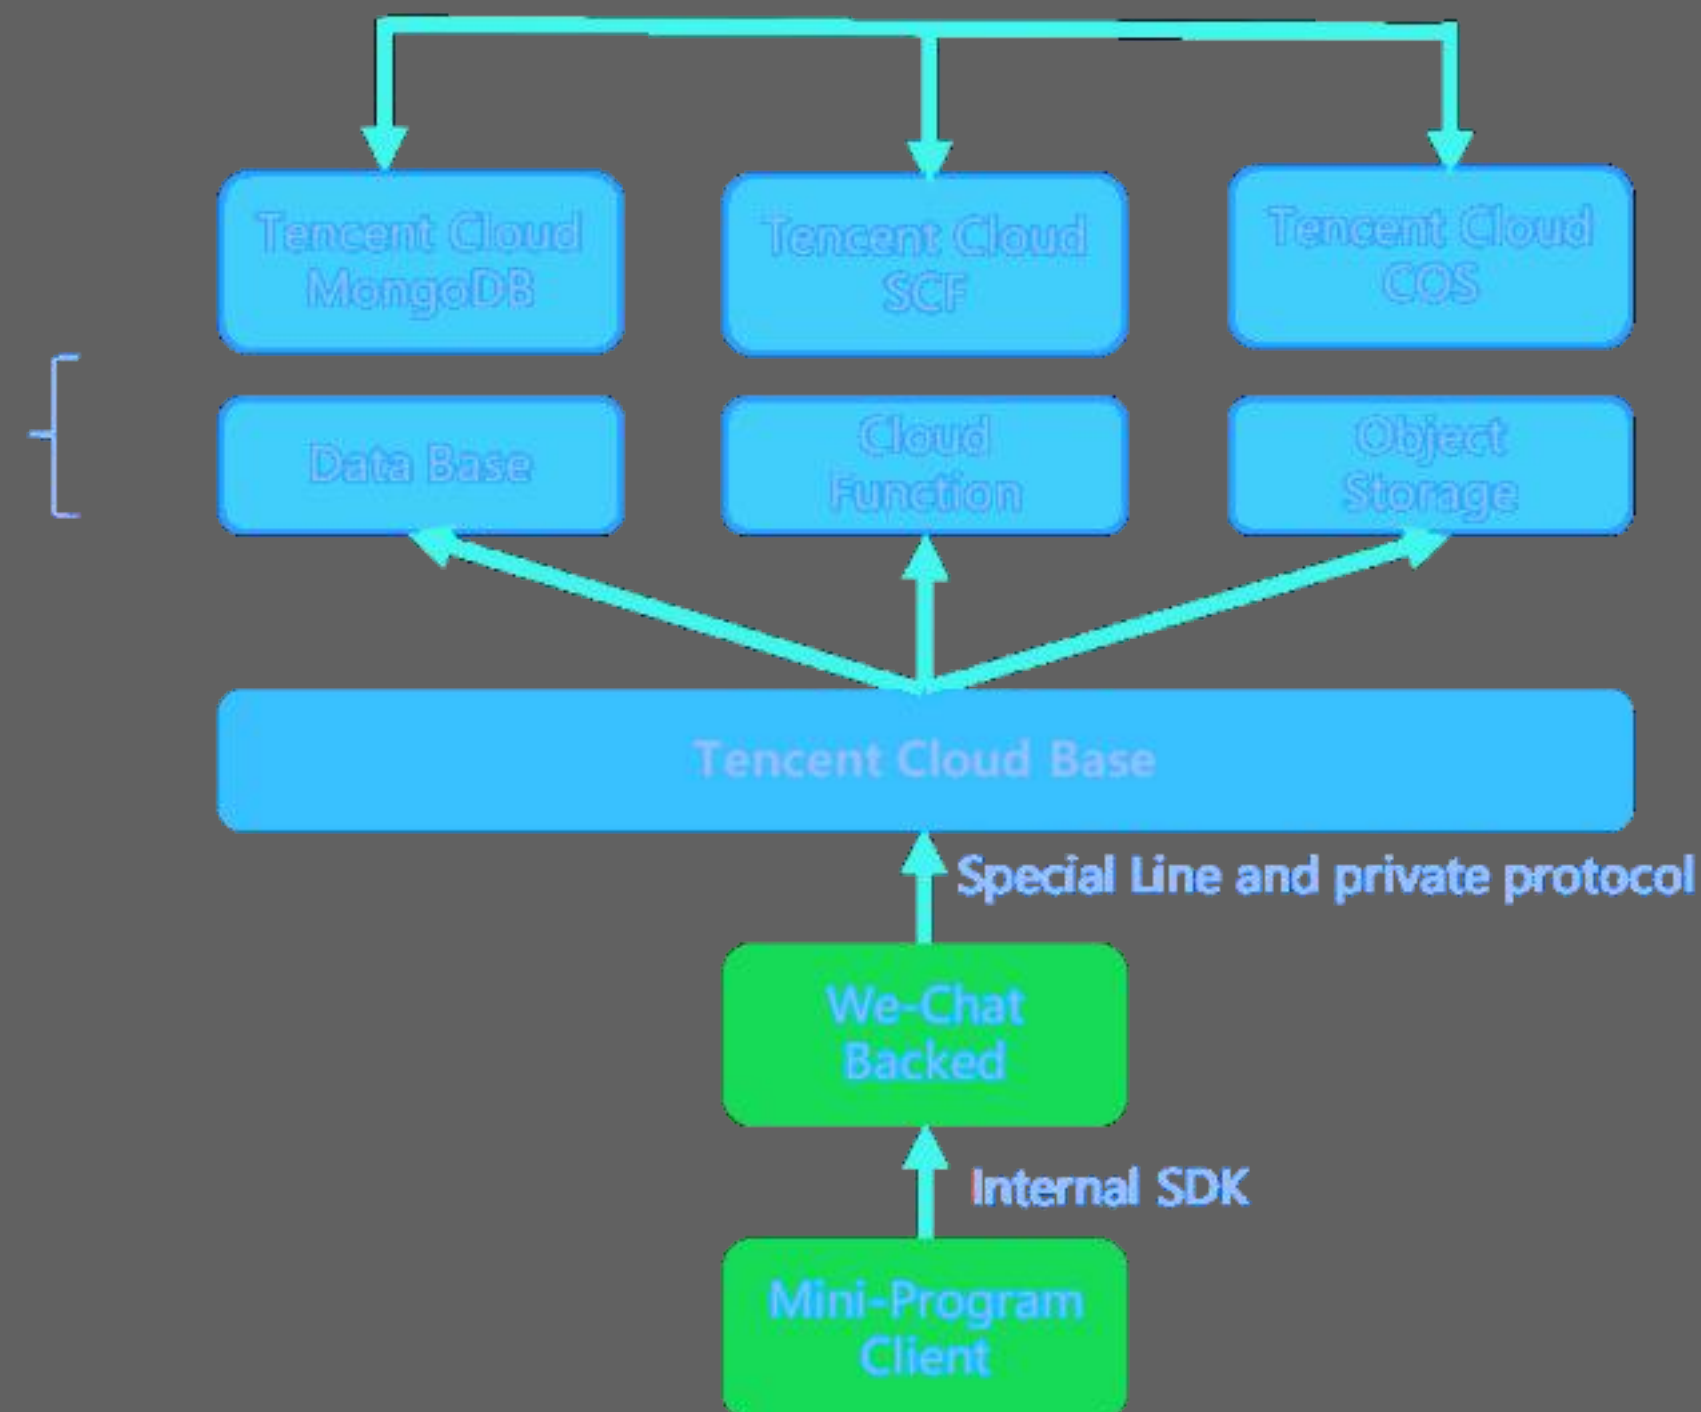 Tencent Cloud
MongoDB
Tencent Cloud
SCF
Tencent Cloud
COS
Data Base
Cloud
Function
Object
Storage
Tencent Cloud Base
Special Line and private protocol
We-Chat
Backed
Internal SDK
Mini-Program
Client